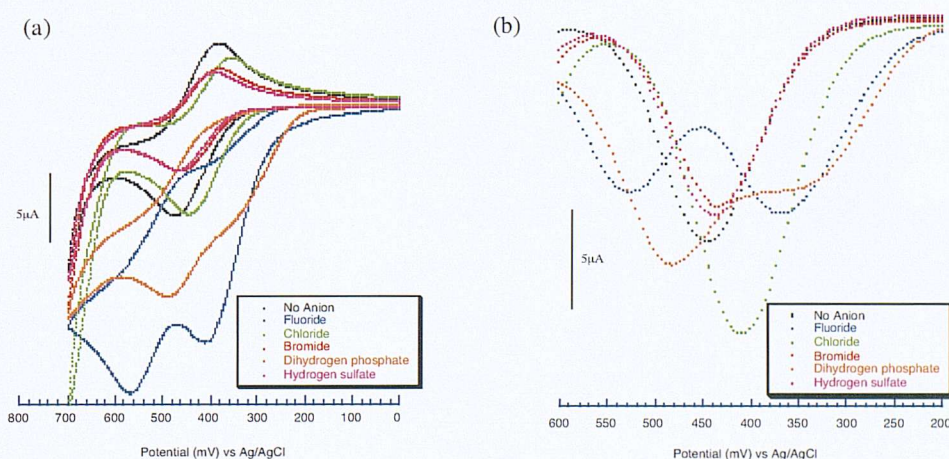 (a)
5μA
No Anion
Fluoride
Chloride
Bromide
Dihydrogen phosphate
Hydrogen sulfate
800 700 600 500 400 300 200 100 0
Potential (mV) vs Ag/AgCl
(b)
5μA
No Anion
Fluoride
Chloride
Bromide
Dihydrogen phosphate
Hydrogen sulfate
600 550 500 450 400 350 300 250 200
Potential (mV) vs Ag/AgCl